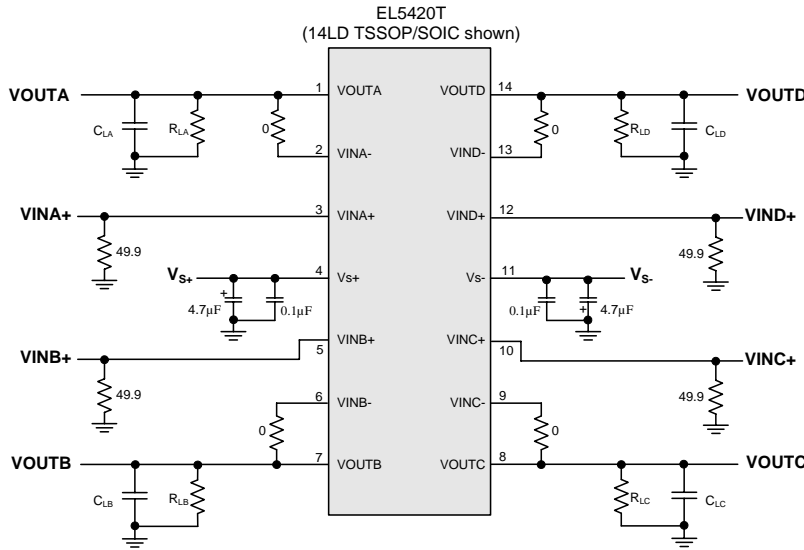 EL5420T
(14LD TSSOP/SOIC shown)
VOUTA 1 VOUTA VOUTD 14 VOUTD
CLA RLA 0 0 RLD CLD
2 VINA- VIND- 13
VINA+ 3 VINA+ VIND+ 12 VIND+
49.9 49.9
VS+ 4 Vs+ Vs- 11 VS-
+ 4.7µF 0.1µF 0.1µF + 4.7µF
VINB+ 5 VINB+ VINC+ 10 VINC+
49.9 49.9
6 VINB- VINC- 9
0 0
VOUTB 7 VOUTB VOUTC 8 VOUTC
CLB RLB RLC CLC